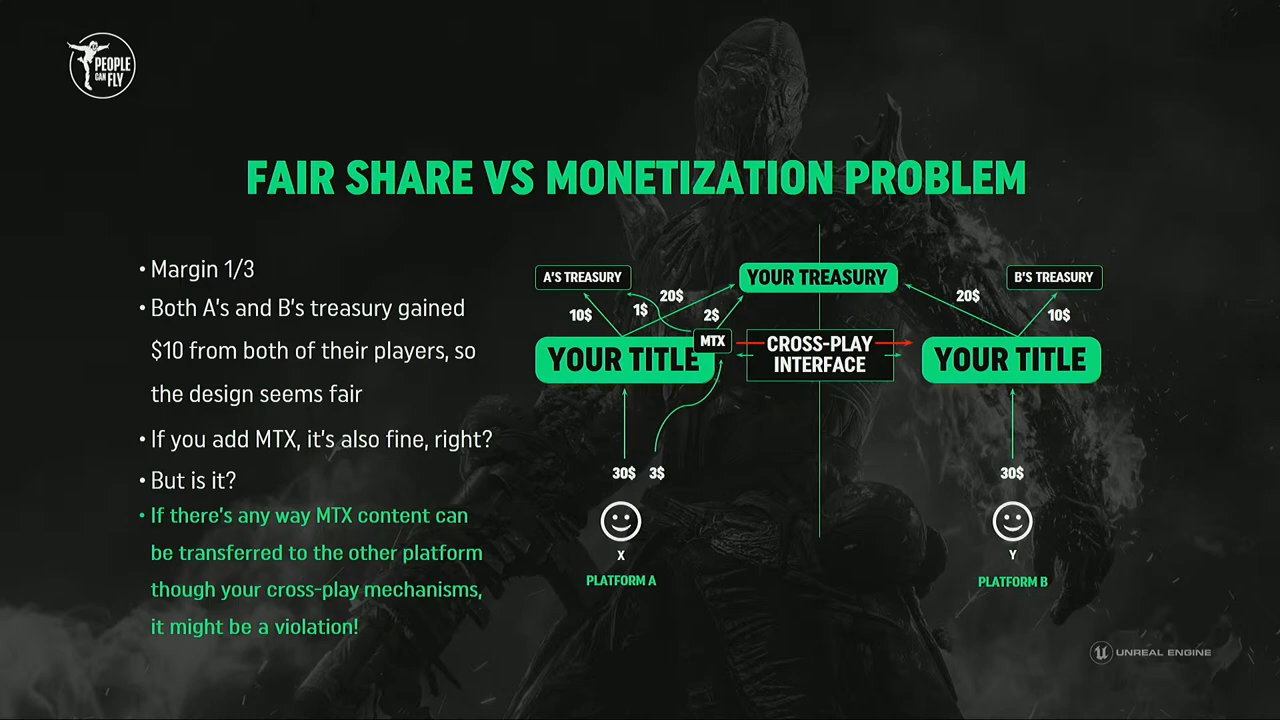 PEOPLE
CAN
FLY
FAIR SHARE VS MONETIZATION PROBLEM
• Margin 1/3
• Both A's and B's treasury gained
$10 from both of their players, so
the design seems fair
• If you add MTX, it's also fine, right?
• But is it?
• If there's any way MTX content can
be transferred to the other platform
though your cross-play mechanisms,
it might be a violation!
A'S TREASURY
YOUR TREASURY
B'S TREASURY
10$
1$
20$
2$
20$
10$
YOUR TITLE
MTX
CROSS-PLAY
INTERFACE
YOUR TITLE
30$
3$
30$
X
Y
PLATFORM A
PLATFORM B
UNREAL ENGINE